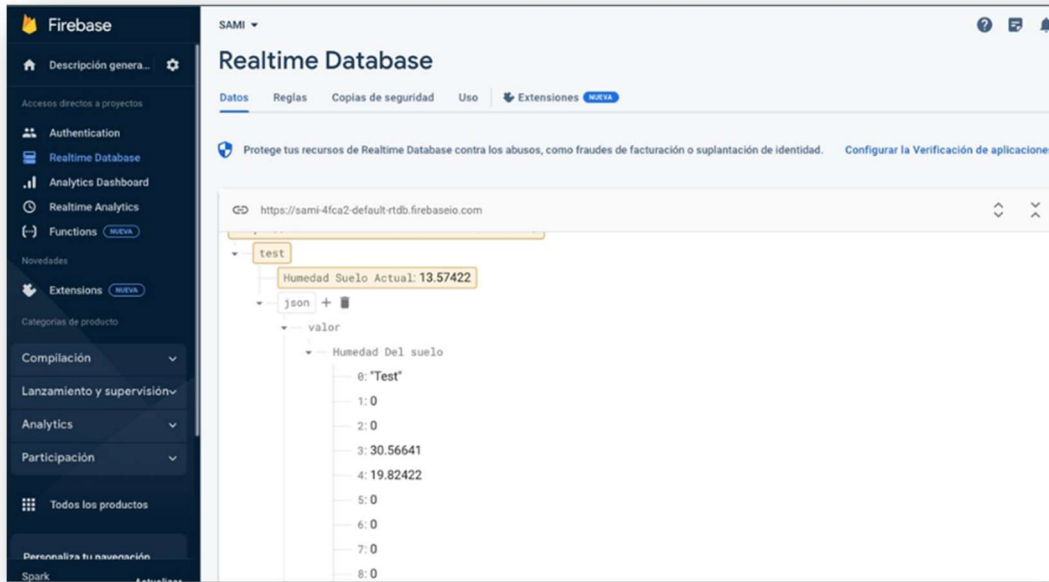 Firebase
Descripción genera...
Accesos directos a proyectos
Authentication
Realtime Database
Analytics Dashboard
Realtime Analytics
Functions NUEVA
Novedades
Extensions NUEVA
Categorías de producto
Compilación
Lanzamiento y supervisión
Analytics
Participación
Todos los productos
Personaliza tu navegación
Spark
Actualizar
SAMI
Realtime Database
Datos Reglas Copias de seguridad Uso Extensiones NUEVA
Protege tus recursos de Realtime Database contra los abusos, como fraudes de facturación o suplantación de identidad. Configurar la Verificación de aplicaciones
https://sami-4fca2-default-rtdb.firebaseio.com
test
Humedad Suelo Actual: 13.57422
json
valor
Humedad Del suelo
0: "Test"
1: 0
2: 0
3: 30.56641
4: 19.82422
5: 0
6: 0
7: 0
8: 0